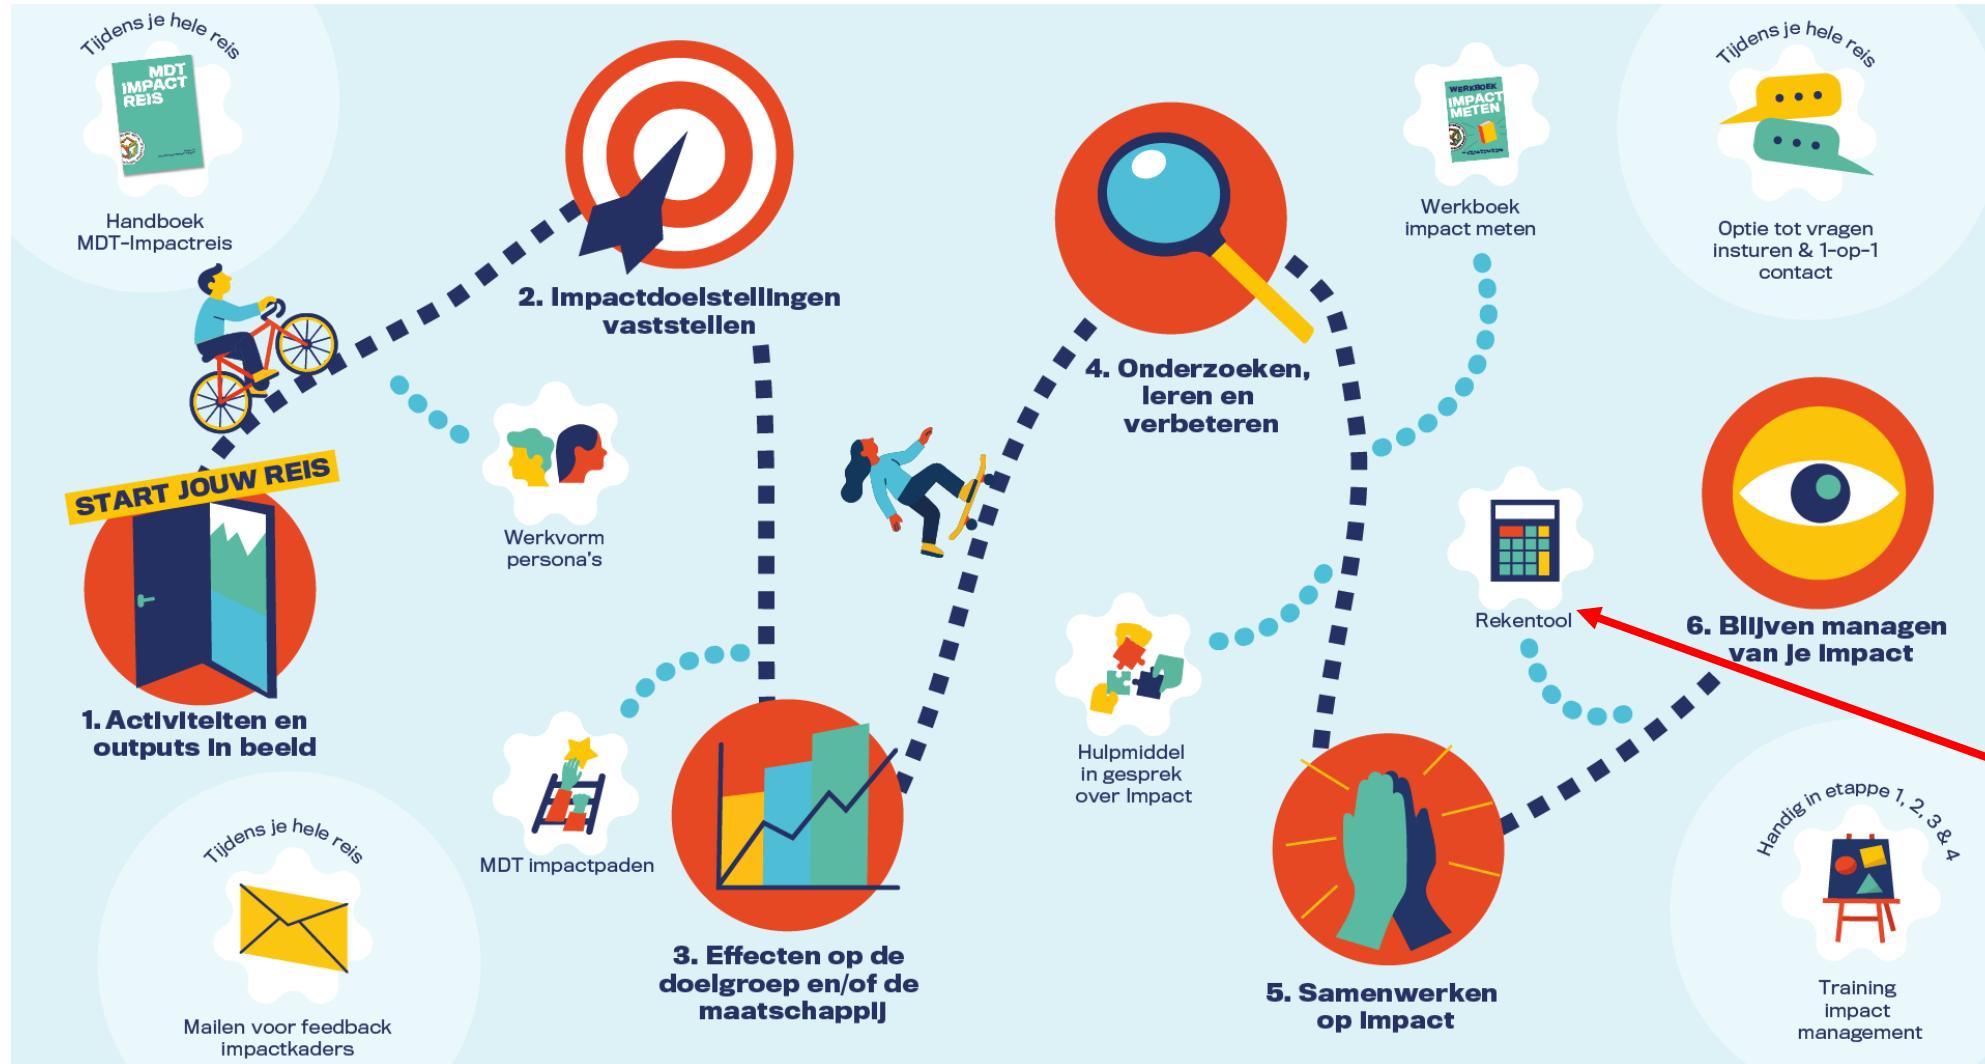 Tijdens je hele reis
MDT
IMPACT
REIS
Handboek
MDT-Impactreis
2. Impactdoelstellingen
vaststellen
Werkvorm
persona's
START JOUW REIS
1. Activiteiten en
outputs in beeld
MDT impactpaden
Tijdens je hele reis
Mailen voor feedback
impactkaders
3. Effecten op de
doelgroep en/of de
maatschappij
4. Onderzoeken,
leren en
verbeteren
WERKBOEK
IMPACT
METEN
Werkboek
impact meten
Tijdens je hele reis
Optie tot vragen
insturen & 1-op-1
contact
Hulpmiddel
in gesprek
over Impact
5. Samenwerken
op Impact
Rekentool
6. Blijven managen
van je Impact
Handig in etappe 1, 2, 3 & 4
Training
impact
management